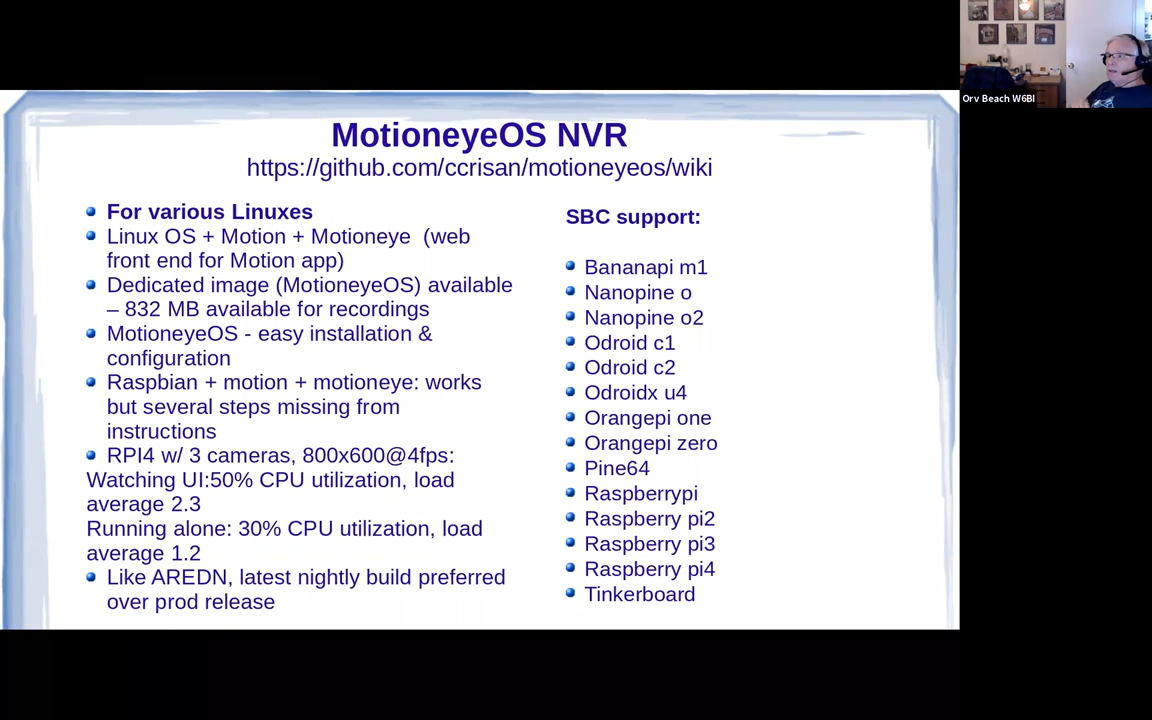 MotioneyeOS NVR
https://github.com/ccrisan/motioneyeos/wiki
For various Linuxes
Linux OS + Motion + Motioneye (web
front end for Motion app)
Dedicated image (MotioneyeOS) available
– 832 MB available for recordings
MotioneyeOS - easy installation &
configuration
Raspbian + motion + motioneye: works
but several steps missing from
instructions
RPI4 w/ 3 cameras, 800x600@4fps:
Watching UI:50% CPU utilization, load
average 2.3
Running alone: 30% CPU utilization, load
average 1.2
Like AREDN, latest nightly build preferred
over prod release
SBC support:
Bananapi m1
Nanopine o
Nanopine o2
Odroid c1
Odroid c2
Odroidx u4
Orangepi one
Orangepi zero
Pine64
Raspberrypi
Raspberry pi2
Raspberry pi3
Raspberry pi4
Tinkerboard
Orv Beach W6BI